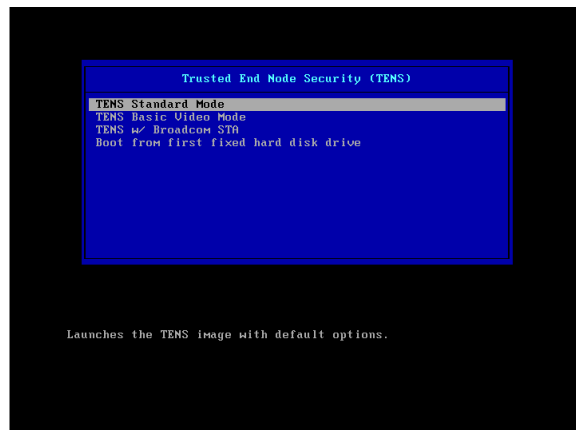 Trusted End Node Security (TENS)
TENS Standard Mode
TENS Basic Video Mode
TENS w/ Broadcom STA
Boot from first fixed hard disk drive
Launches the TENS image with default options.